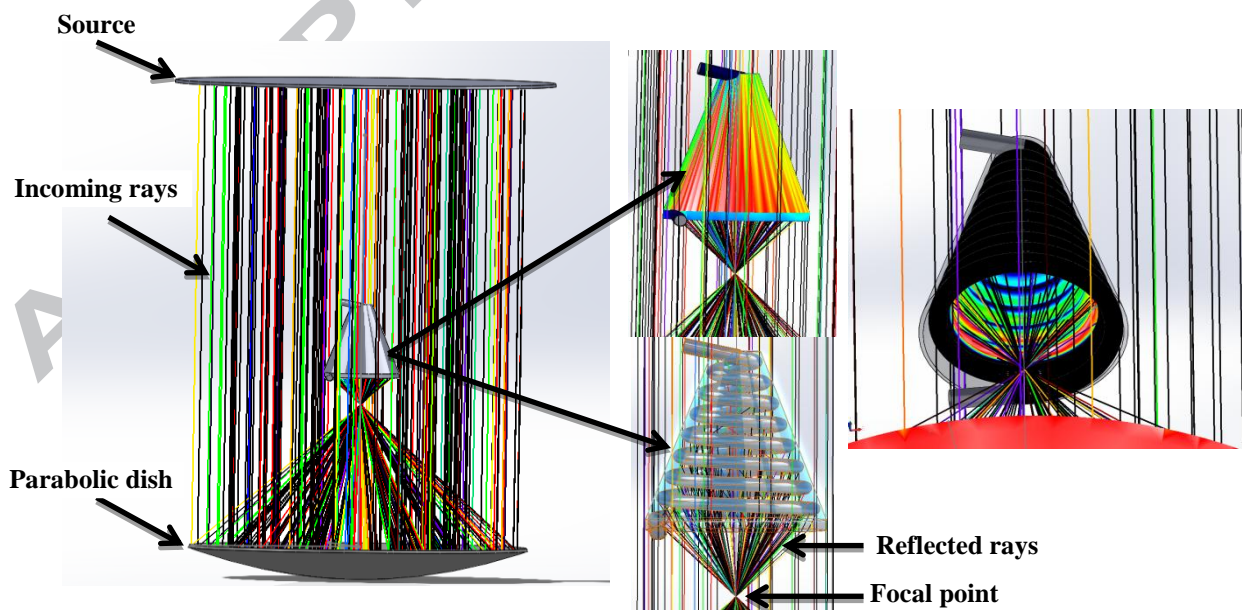 Source
Incoming rays
Parabolic dish
Reflected rays
Focal point